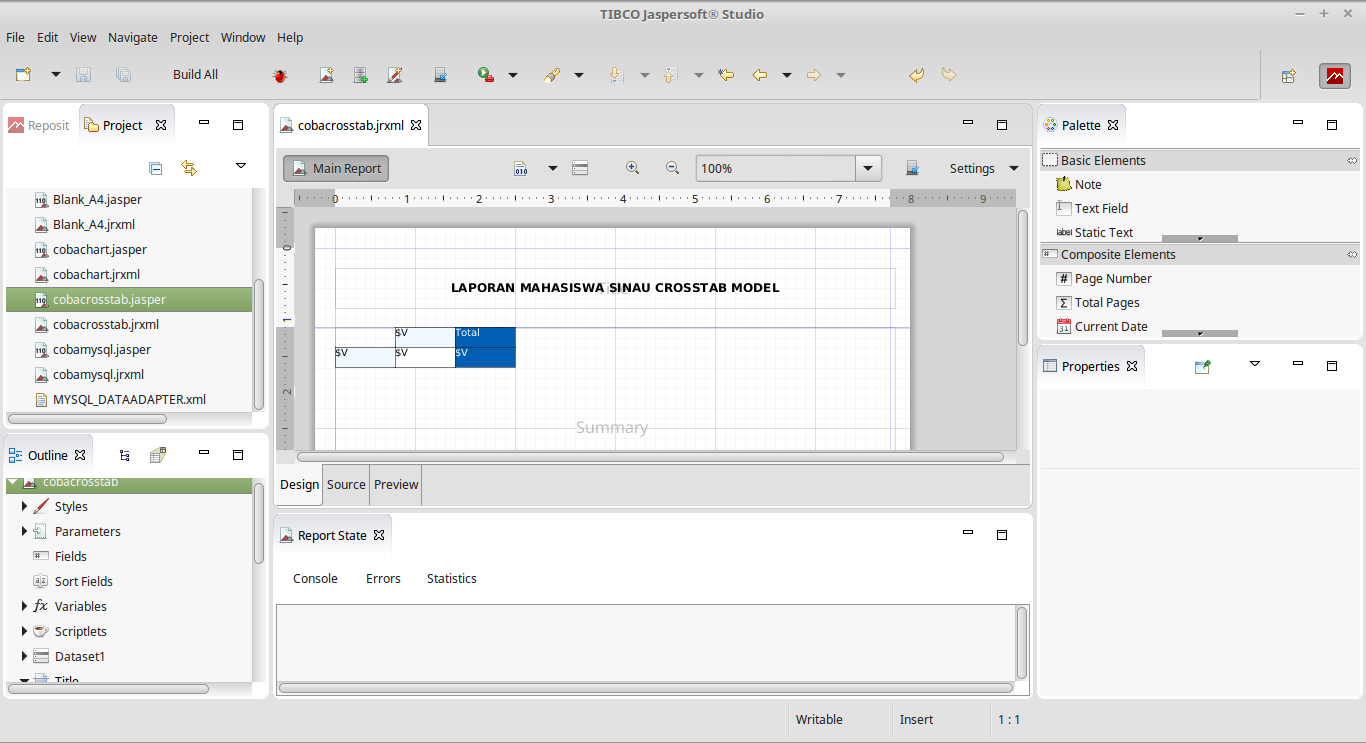 TIBCO Jaspersoft® Studio
File Edit View Navigate Project Window Help
Build All
Reposit Project
cobacrosstab.jrxml
Palette
Main Report
100%
Settings
Basic Elements
Note
Text Field
Static Text
Composite Elements
Page Number
Total Pages
Current Date
Blank_A4.jasper
Blank_A4.jrxml
cobachart.jasper
cobachart.jrxml
cobacrosstab.jasper
cobacrosstab.jrxml
cobamysql.jasper
cobamysql.jrxml
MYSQL_DATAADAPTER.xml
0 1 2 3 4 5 6 7 8 9
0
1
2
LAPORAN MAHASISWA SINAU CROSSTAB MODEL
$V Total
$V $V $V
Summary
Design Source Preview
Properties
Outline
cobacrosstab
Styles
Parameters
Fields
Sort Fields
Variables
Scriptlets
Dataset1
Title
Report State
Console Errors Statistics
Writable Insert 1 : 1